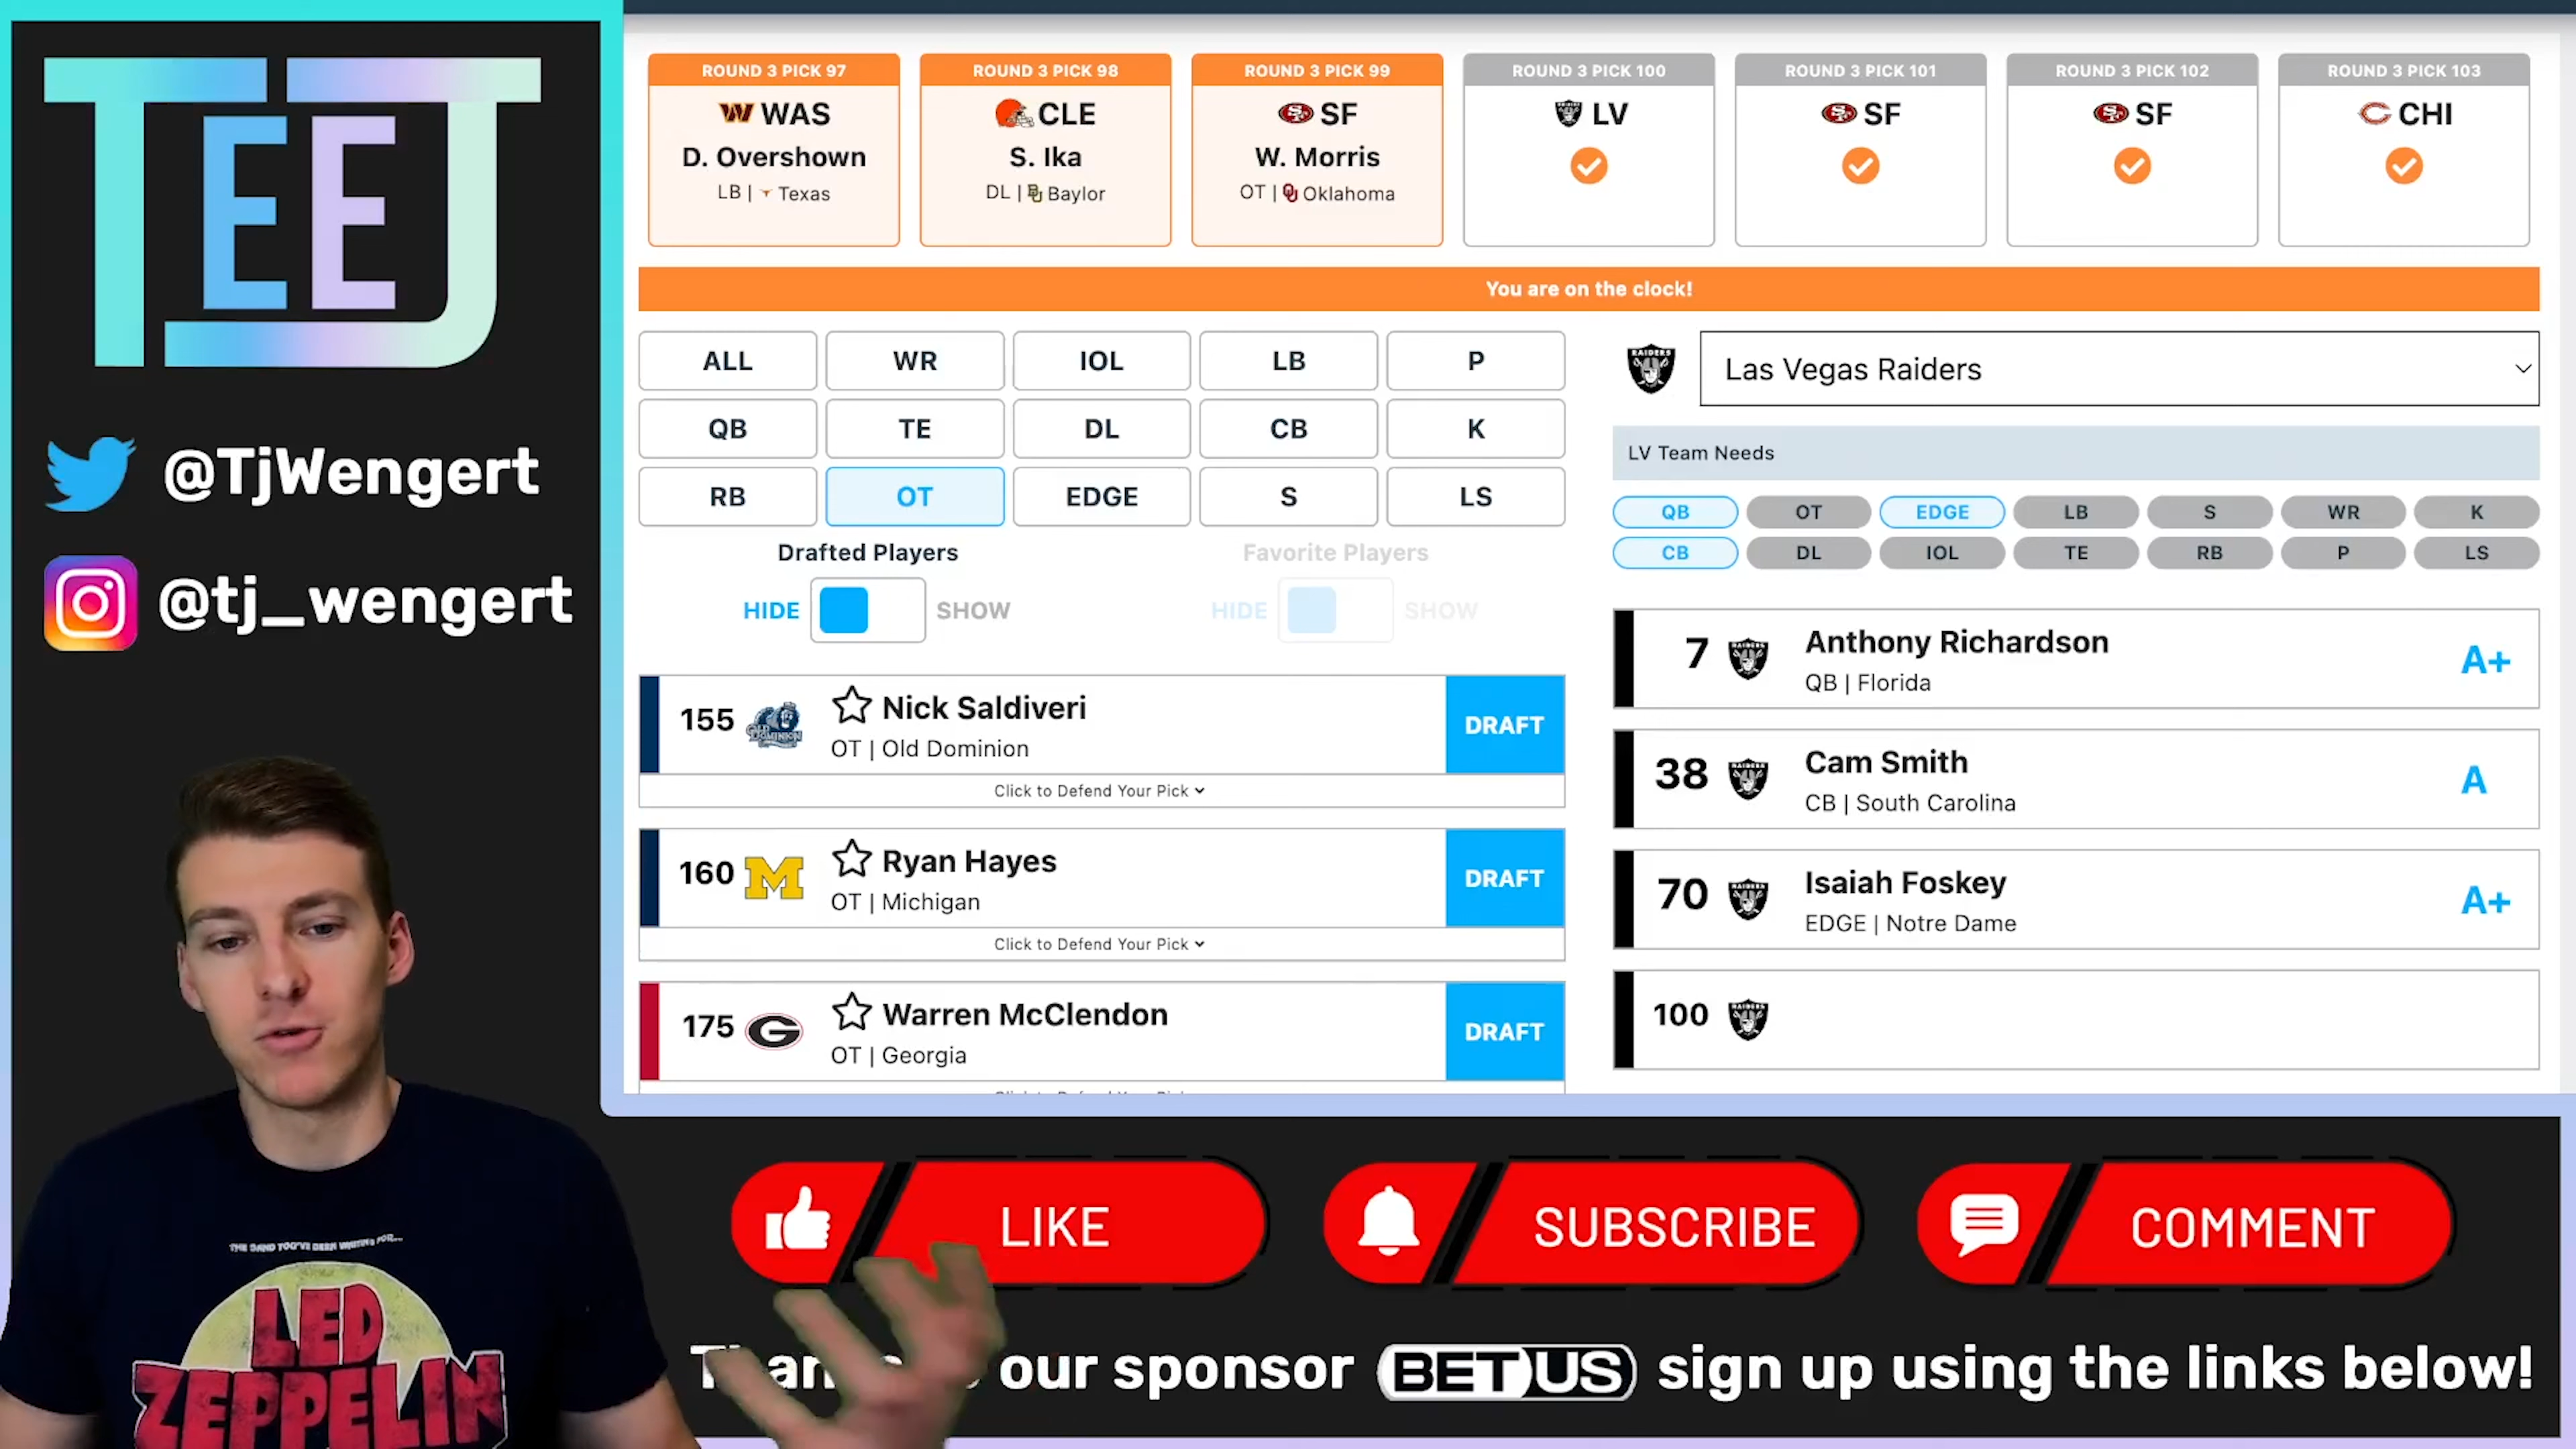 TEEJ
@TjWengert
@tj_wengert
ROUND 3 PICK 97
WAS
D. Overshown
LB | Texas
ROUND 3 PICK 98
CLE
S. Ika
DL | Baylor
ROUND 3 PICK 99
SF
W. Morris
OT | Oklahoma
ROUND 3 PICK 100
LV
ROUND 3 PICK 101
SF
ROUND 3 PICK 102
SF
ROUND 3 PICK 103
CHI
You are on the clock!
ALL WR IOL LB P
QB TE DL CB K
RB OT EDGE S LS
Drafted Players
HIDE SHOW
Favorite Players
HIDE SHOW
155 Nick Saldiveri
OT | Old Dominion
DRAFT
Click to Defend Your Pick
160 Ryan Hayes
OT | Michigan
DRAFT
Click to Defend Your Pick
175 Warren McClendon
OT | Georgia
DRAFT
Las Vegas Raiders
LV Team Needs
QB OT EDGE LB S WR K
CB DL IOL TE RB P LS
7 Anthony Richardson A+
QB | Florida
38 Cam Smith A
CB | South Carolina
70 Isaiah Foskey A+
EDGE | Notre Dame
100
LIKE
SUBSCRIBE
COMMENT
our sponsor BETUS sign up using the links below!
LED
ZEPPELIN